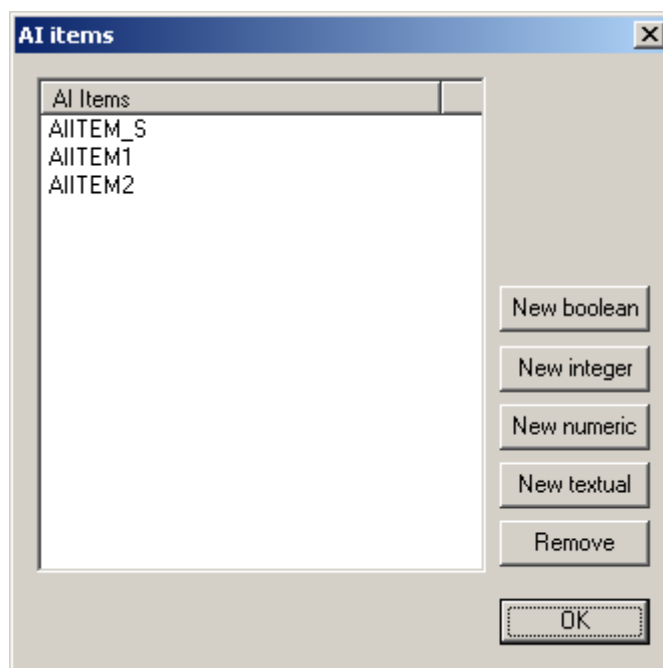 AI items
AI Items
AIITEM_S
AIITEM1
AIITEM2
New boolean
New integer
New numeric
New textual
Remove
OK